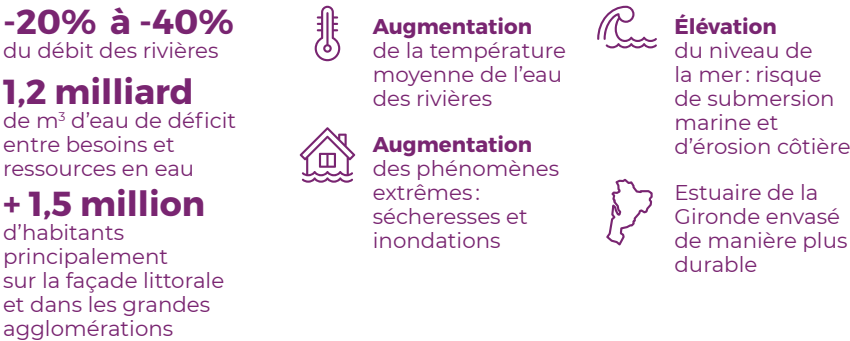 -20% à -40%
du débit des rivières
1,2 milliard
de m³ d'eau de déficit
entre besoins et
ressources en eau
+ 1,5 million
d'habitants
principalement
sur la façade littorale
et dans les grandes
agglomérations
Augmentation
de la température
moyenne de l'eau
des rivières
Augmentation
des phénomènes
extrêmes :
sécheresses et
inondations
Élévation
du niveau de
la mer : risque
de submersion
marine et
d'érosion côtière
Estuaire de la
Gironde envasé
de manière plus
durable